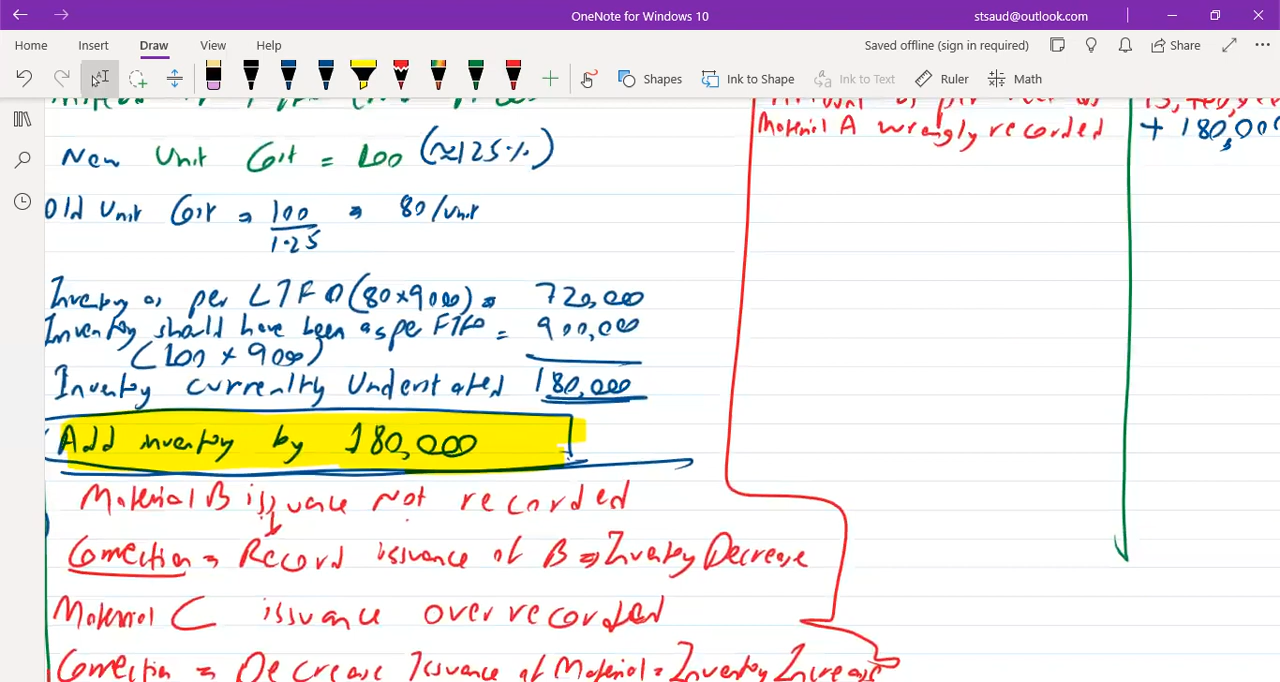 OneNote for Windows 10
stsaud@outlook.com
Home Insert Draw View Help
Saved offline (sign in required)
Share
Shapes
Ink to Shape
Ink to Text
Ruler
Math
New Unit Cost = 100 (≈125%)
Old Unit Cost = 100 / 1.25 = 80/unit
Inventory as per LIFO (80×9000) = 720,000
Inventory should have been as per FIFO = 900,000
(100 × 9000)
Inventory currently Understated 180,000
Add inventory by 180,000
Material B issuance Not recorded
Correction = Record issuance of B = Inventory Decrease
Material C issuance over recorded
Correction = Decrease Issuance of Material = Inventory Increase
Material A wrongly recorded
+ 180,000